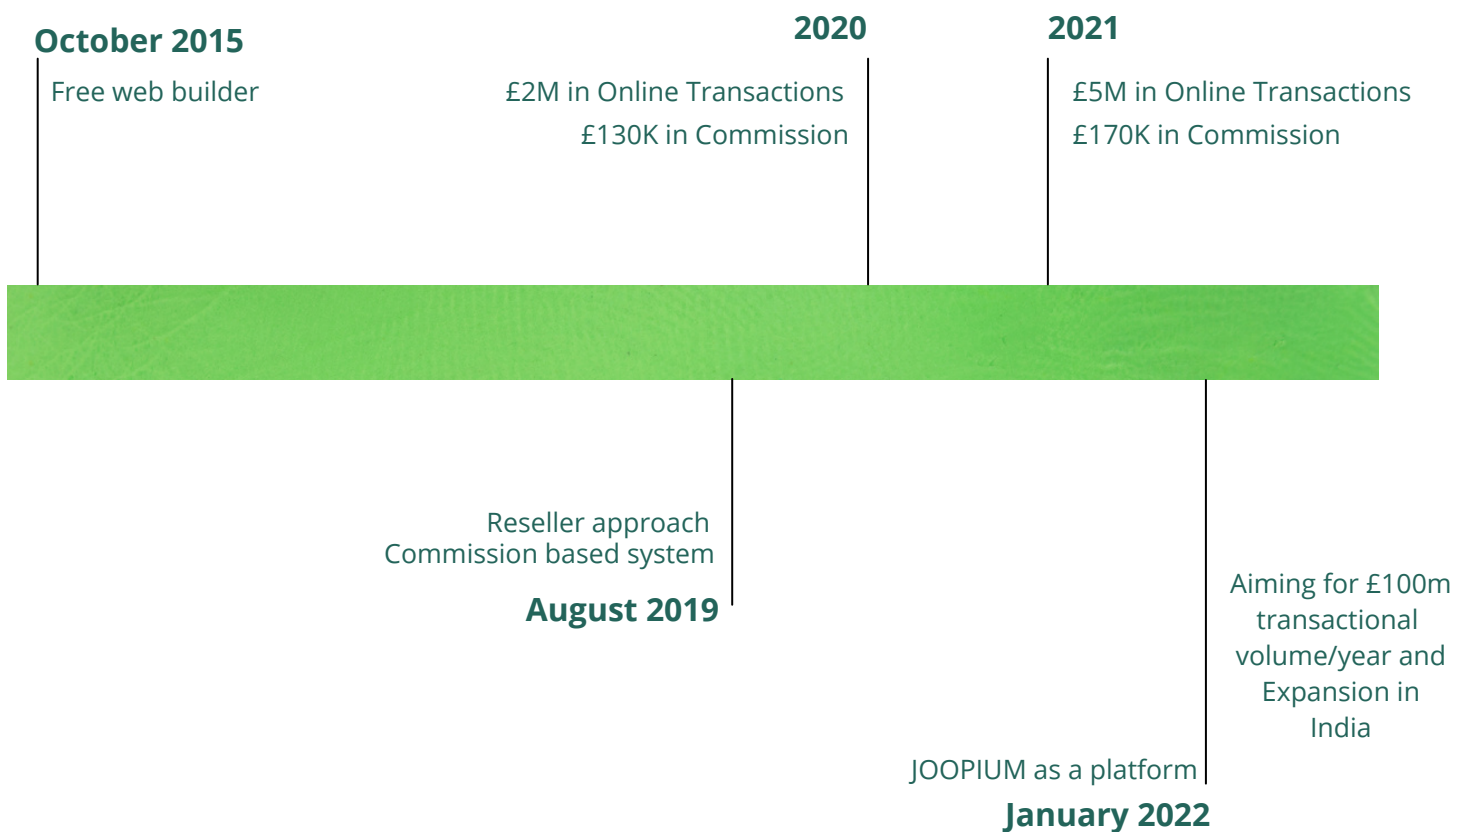 October 2015
Free web builder
2020
£2M in Online Transactions
£130K in Commission
2021
£5M in Online Transactions
£170K in Commission
Reseller approach
Commission based system
August 2019
JOOPIUM as a platform
January 2022
Aiming for £100m
transactional
volume/year and
Expansion in
India